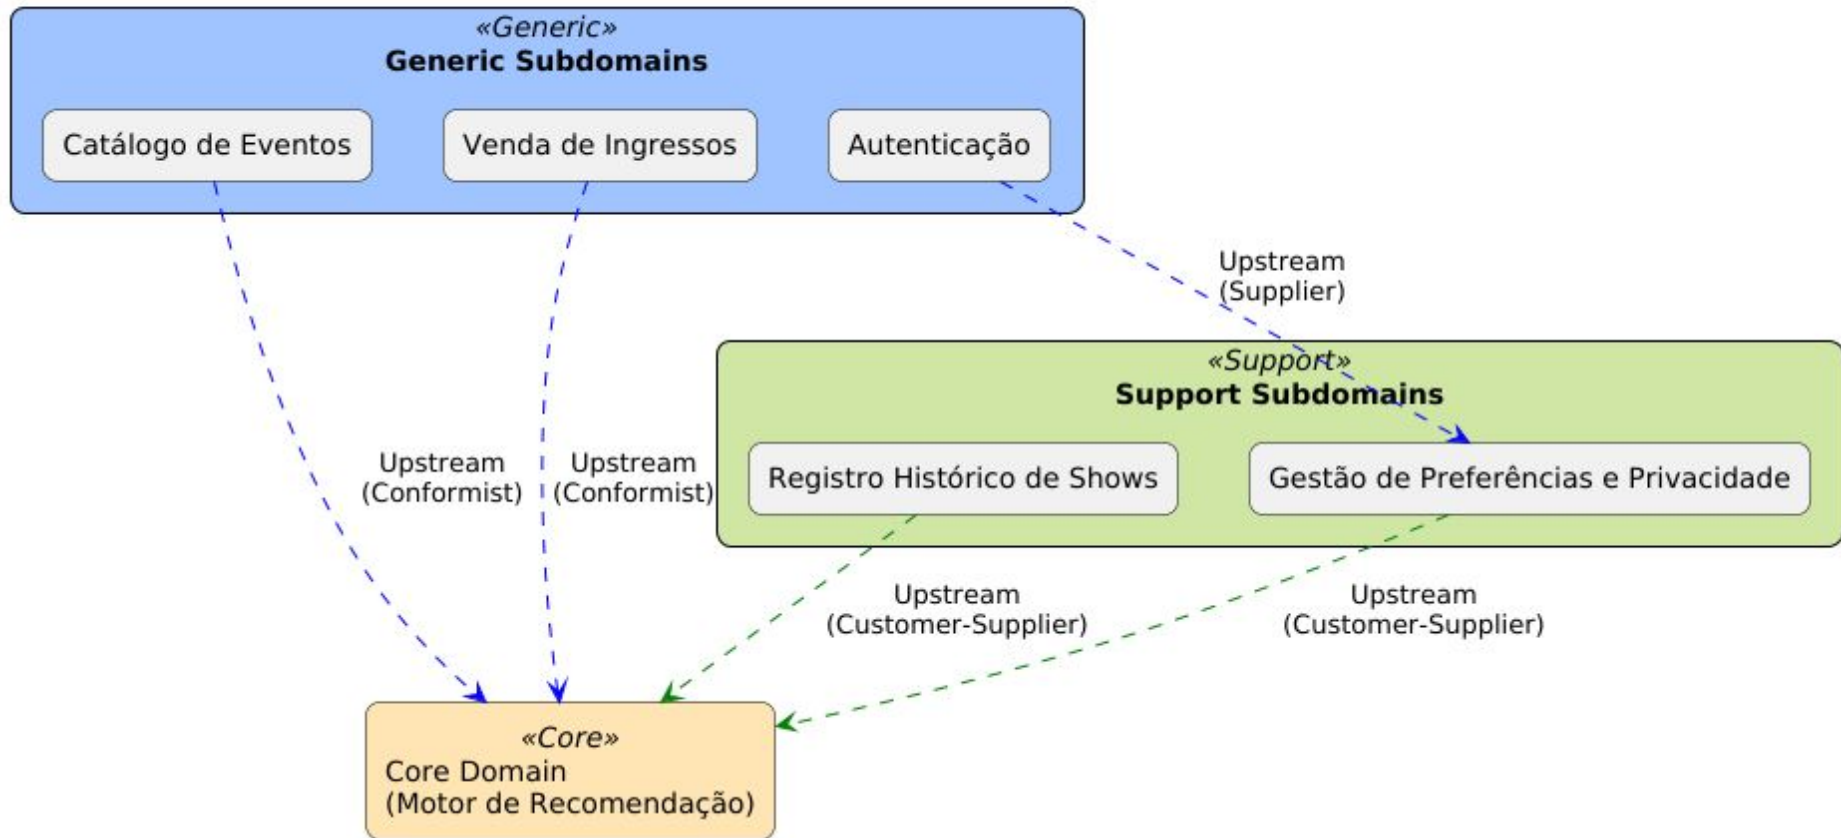 «Generic»
Generic Subdomains
Catálogo de Eventos
Venda de Ingressos
Autenticação
Upstream
(Supplier)
«Support»
Support Subdomains
Registro Histórico de Shows
Gestão de Preferências e Privacidade
Upstream
(Conformist)
Upstream
(Conformist)
Upstream
(Customer-Supplier)
Upstream
(Customer-Supplier)
«Core»
Core Domain
(Motor de Recomendação)